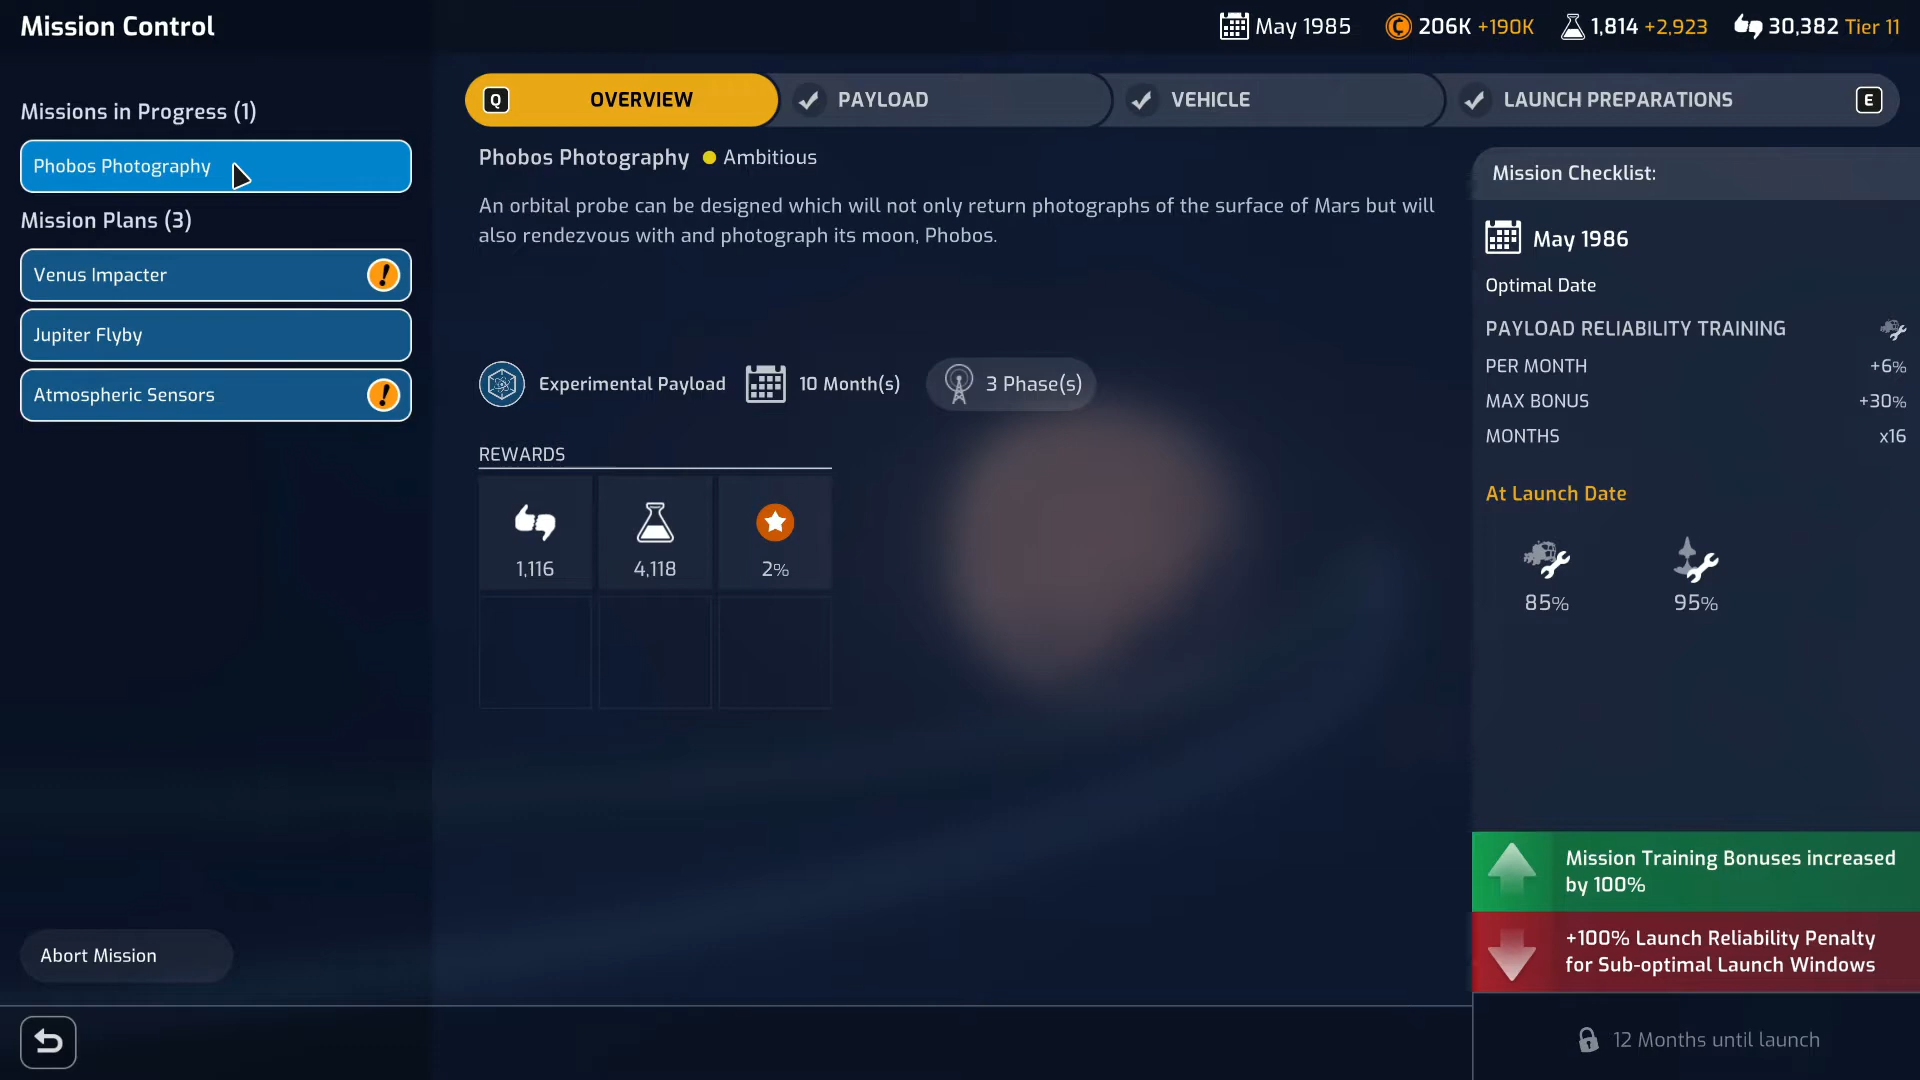 Mission Control
May 1985
206K +190K
1,814 +2,923
30,382 Tier 11
Missions in Progress (1)
Phobos Photography
Mission Plans (3)
Venus Impacter
Jupiter Flyby
Atmospheric Sensors
Abort Mission
Q OVERVIEW
PAYLOAD
VEHICLE
LAUNCH PREPARATIONS E
Phobos Photography Ambitious
An orbital probe can be designed which will not only return photographs of the surface of Mars but will
also rendezvous with and photograph its moon, Phobos.
Experimental Payload 10 Month(s) 3 Phase(s)
REWARDS
1,116 4,118 2%
Mission Checklist:
May 1986
Optimal Date
PAYLOAD RELIABILITY TRAINING
PER MONTH +6%
MAX BONUS +30%
MONTHS x16
At Launch Date
85% 95%
Mission Training Bonuses increased
by 100%
+100% Launch Reliability Penalty
for Sub-optimal Launch Windows
12 Months until launch